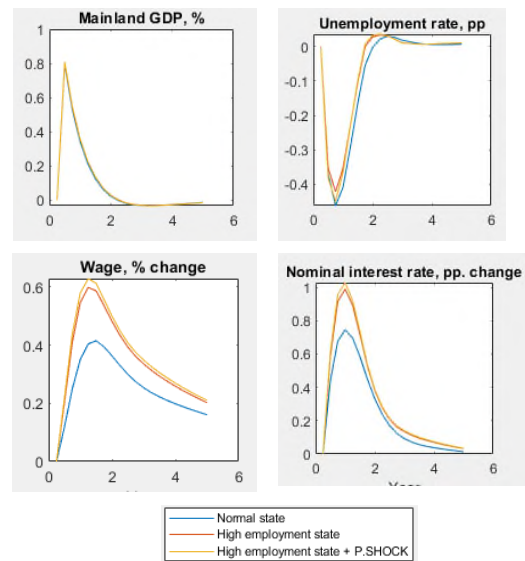 Mainland GDP, %
1
0.8
0.6
0.4
0.2
0
0 2 4 6
Unemployment rate, pp
0
-0.1
-0.2
-0.3
-0.4
0 2 4 6
Wage, % change
0.6
0.4
0.2
0
0 2 4 6
Nominal interest rate, pp. change
1
0.8
0.6
0.4
0.2
0
0 2 4 6
Normal state
High employment state
High employment state + P.SHOCK